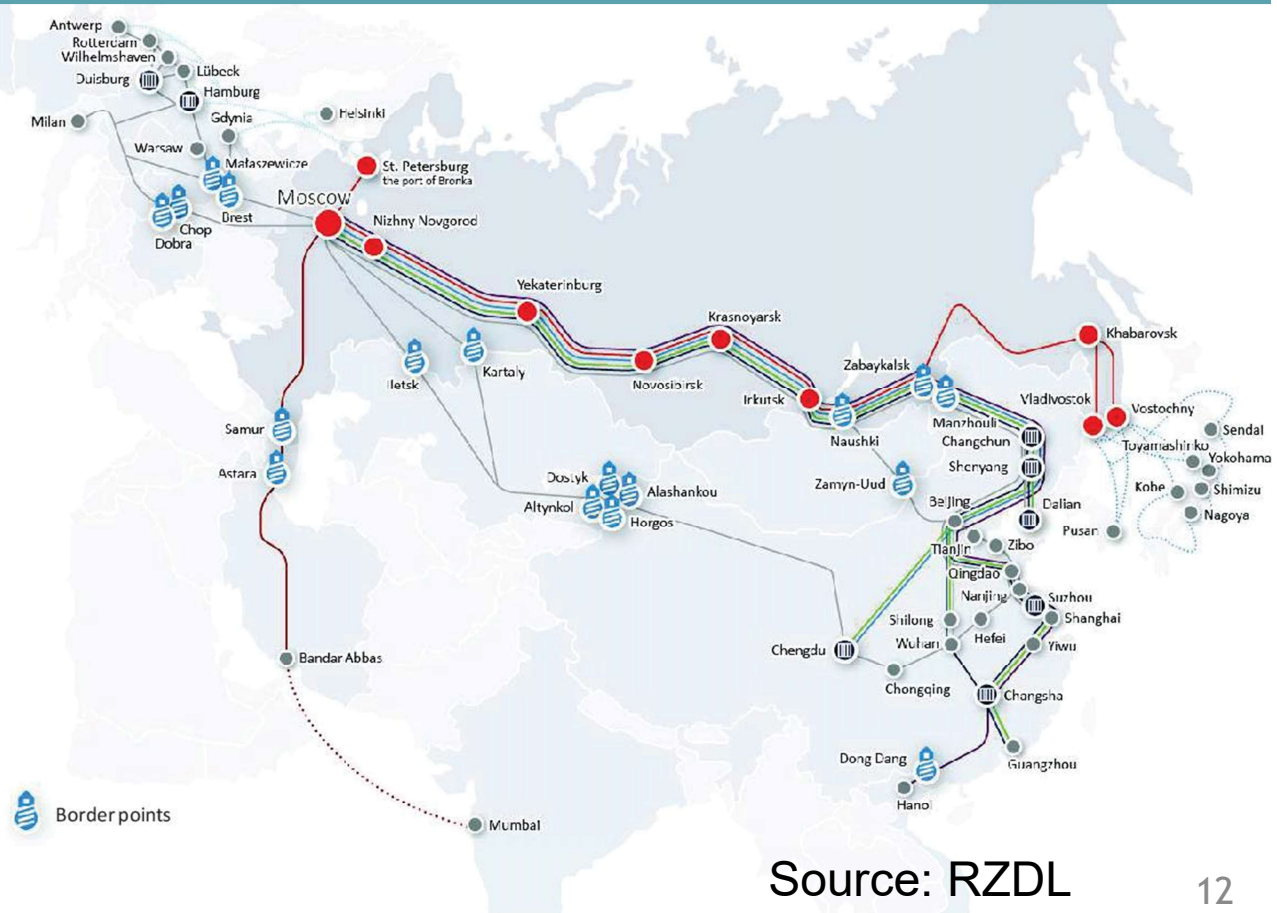 Antwerp
Rotterdam
Wilhelmshaven
Duisburg
Lübeck
Hamburg
Milan
Gdynia
Helsinki
Warsaw
Małaszewicze
St. Petersburg
the port of Bronka
Moscow
Brest
Nizhny Novgorod
Chop
Dobra
Yekaterinburg
Krasnoyarsk
Khabarovsk
Iletsk
Kartaly
Novosibirsk
Zabaykalsk
Irkutsk
Vladivostok
Vostochny
Naushki
Manzhouli
Samur
Changchun
Toyamashinko
Sendai
Yokohama
Astara
Shenyang
Dostyk
Alashankou
Zamyn-Uud
Kobe
Shimizu
Altynkol
Horgos
Beijing
Dalian
Nagoya
Pusan
Tianjin
Zibo
Qingdao
Nanjing
Suzhou
Shilong
Hefei
Shanghai
Chengdu
Wuhan
Yiwu
Bandar Abbas
Chongqing
Changsha
Dong Dang
Guangzhou
Hanoi
Border points
Mumbai
Source: RZDL
12